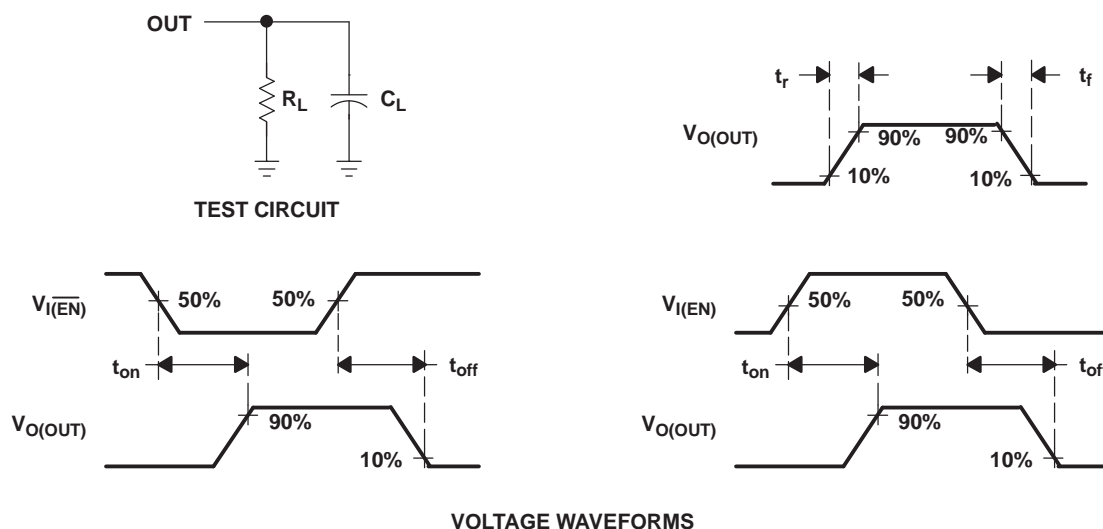 OUT
RL
CL
TEST CIRCUIT
tr
tf
VO(OUT)
90%
90%
10%
10%
VI(E̅N̅)
50%
50%
ton
toff
VO(OUT)
90%
10%
VI(EN)
50%
50%
ton
tof
VO(OUT)
90%
10%
VOLTAGE WAVEFORMS